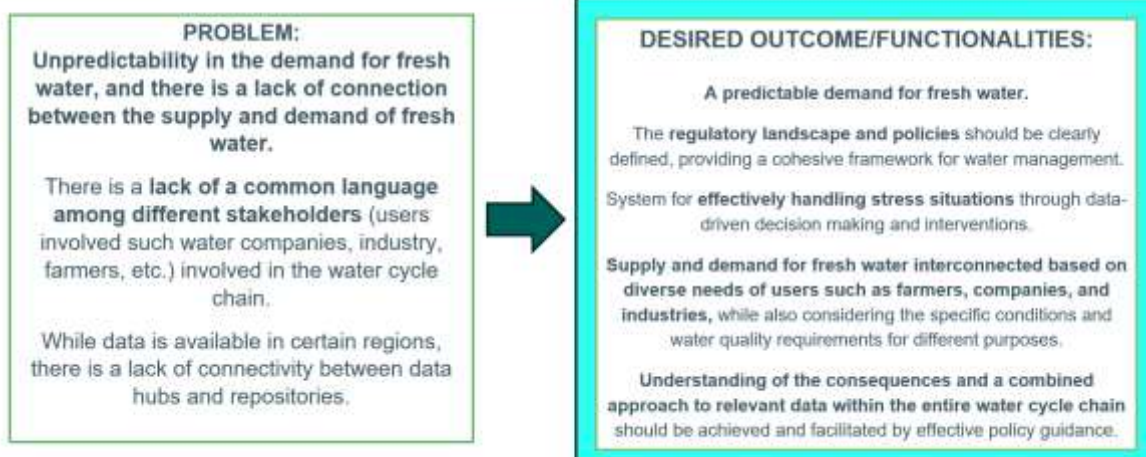 PROBLEM:
Unpredictability in the demand for fresh
water, and there is a lack of connection
between the supply and demand of fresh
water.
There is a lack of a common language
among different stakeholders (users
involved such water companies, industry,
farmers, etc.) involved in the water cycle
chain.
While data is available in certain regions,
there is a lack of connectivity between data
hubs and repositories.
DESIRED OUTCOME/FUNCTIONALITIES:
A predictable demand for fresh water.
The regulatory landscape and policies should be clearly
defined, providing a cohesive framework for water management.
System for effectively handling stress situations through data-
driven decision making and interventions.
Supply and demand for fresh water interconnected based on
diverse needs of users such as farmers, companies, and
industries, while also considering the specific conditions and
water quality requirements for different purposes.
Understanding of the consequences and a combined
approach to relevant data within the entire water cycle chain
should be achieved and facilitated by effective policy guidance.